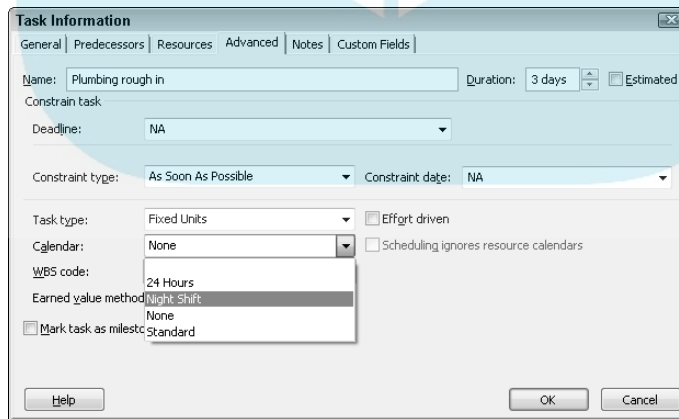 Task Information
General Predecessors Resources Advanced Notes Custom Fields
Name: Plumbing rough in Duration: 3 days Estimated
Constrain task
Deadline: NA
Constraint type: As Soon As Possible Constraint date: NA
Task type: Fixed Units Effort driven
Calendar: None Scheduling ignores resource calendars
WBS code:
24 Hours
Earned value method Night Shift
None
Mark task as milesto Standard
Help OK Cancel